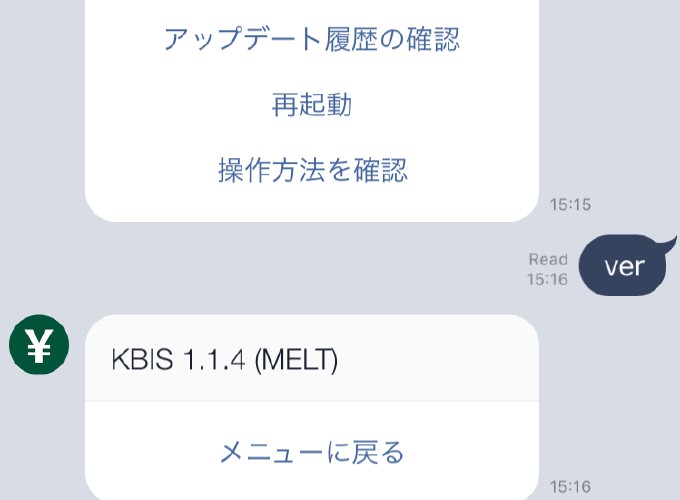 アップデート履歴の確認
再起動
操作方法を確認
15:15
Read
15:16
ver
¥
KBIS 1.1.4 (MELT)
メニューに戻る
15:16